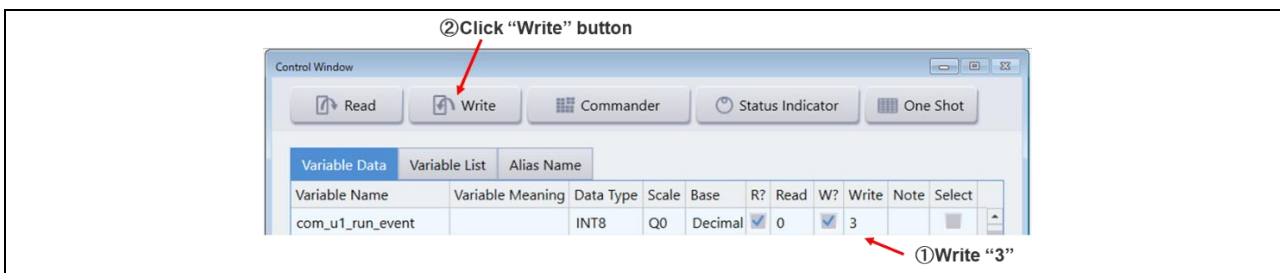 ②Click “Write” button
Control Window
Read Write Commander Status Indicator One Shot
Variable Data Variable List Alias Name
Variable Name Variable Meaning Data Type Scale Base R? Read W? Write Note Select
com_u1_run_event INT8 Q0 Decimal 0 3
①Write “3”